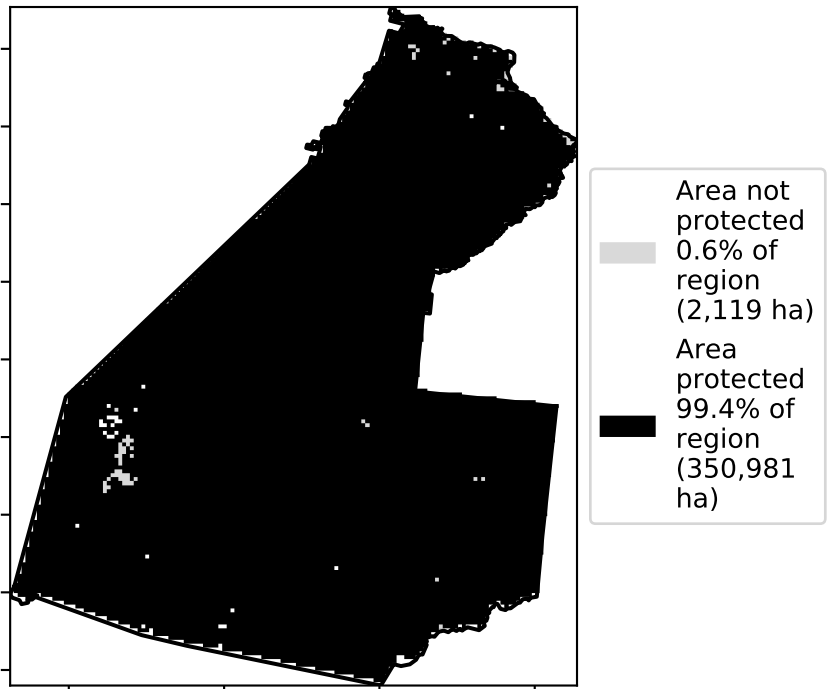 Area not
protected
0.6% of
region
(2,119 ha)
Area
protected
99.4% of
region
(350,981
ha)